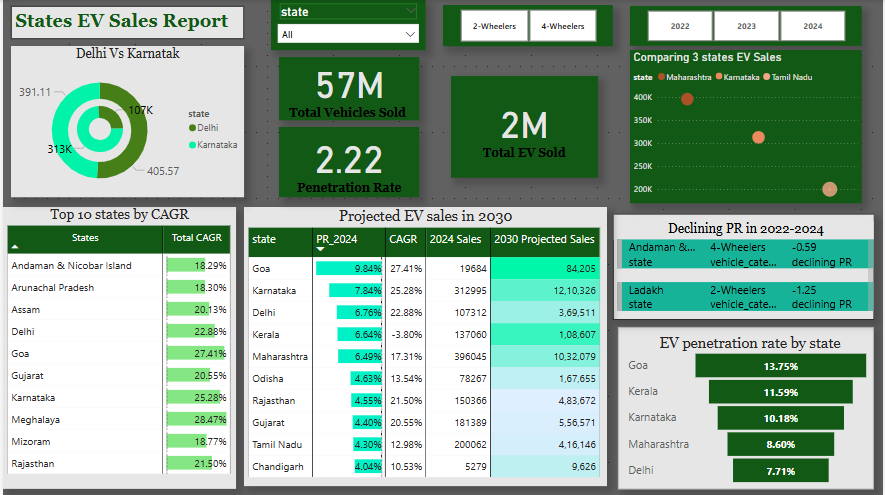 States EV Sales Report
state
All
2-Wheelers 4-Wheelers
2022 2023 2024
Delhi Vs Karnatak
391.11
107K
313K
405.57
state
Delhi
Karnataka
57M
Total Vehicles Sold
2.22
Penetration Rate
2M
Total EV Sold
Comparing 3 states EV Sales
state Maharashtra Karnataka Tamil Nadu
400K
350K
300K
250K
200K
Top 10 states by CAGR
States Total CAGR
Andaman & Nicobar Island 18.29%
Arunachal Pradesh 18.30%
Assam 20.13%
Delhi 22.88%
Goa 27.41%
Gujarat 20.55%
Karnataka 25.28%
Meghalaya 28.47%
Mizoram 18.77%
Rajasthan 21.50%
Projected EV sales in 2030
state PR_2024 CAGR 2024 Sales 2030 Projected Sales
Goa 9.84% 27.41% 19684 84,205
Karnataka 7.84% 25.28% 312995 12,10,326
Delhi 6.76% 22.88% 107312 3,69,511
Kerala 6.64% -3.80% 137060 1,08,607
Maharashtra 6.49% 17.31% 396045 10,32,079
Odisha 4.63% 13.54% 78267 1,67,655
Rajasthan 4.55% 21.50% 150366 4,83,672
Gujarat 4.40% 20.55% 181389 5,56,571
Tamil Nadu 4.30% 12.98% 200062 4,16,146
Chandigarh 4.04% 10.53% 5279 9,626
Declining PR in 2022-2024
Andaman &... 4-Wheelers -0.59
state vehicle_cate... declining PR
Ladakh 2-Wheelers -1.25
state vehicle_cate... declining PR
EV penetration rate by state
Goa 13.75%
Kerala 11.59%
Karnataka 10.18%
Maharashtra 8.60%
Delhi 7.71%